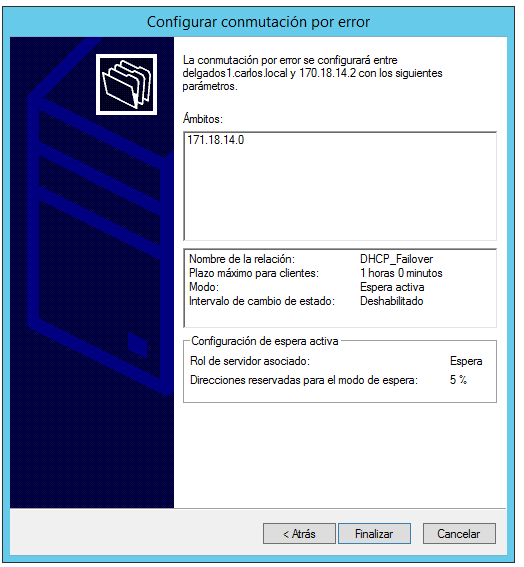 Configurar conmutación por error
La conmutación por error se configurará entre
delgados1.carlos.local y 170.18.14.2 con los siguientes
parámetros.
Ámbitos:
171.18.14.0
Nombre de la relación: DHCP_Failover
Plazo máximo para clientes: 1 horas 0 minutos
Modo: Espera activa
Intervalo de cambio de estado: Deshabilitado
Configuración de espera activa
Rol de servidor asociado: Espera
Direcciones reservadas para el modo de espera: 5 %
< Atrás Finalizar Cancelar